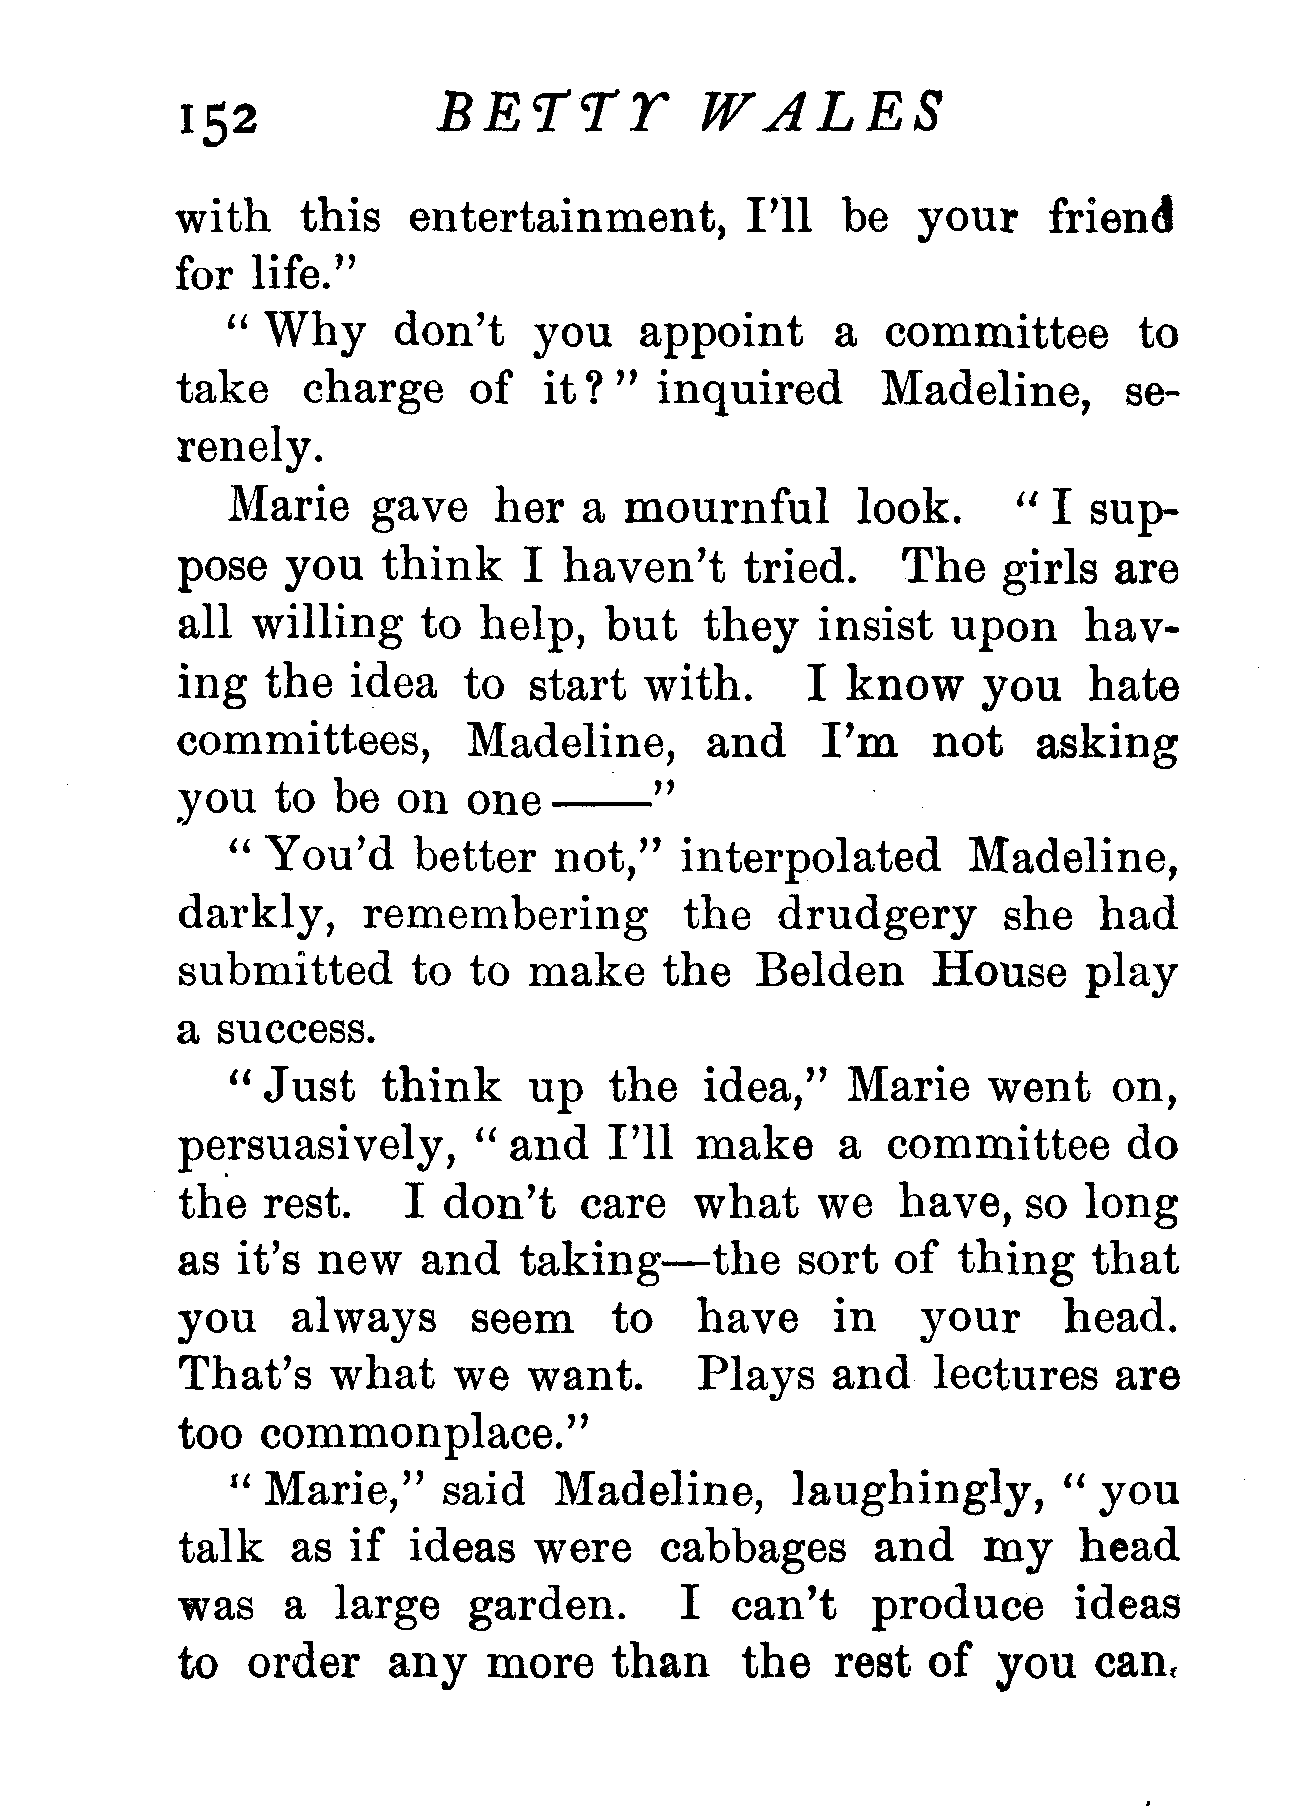 152 BETTY WALES
with this entertainment, I'll be your friend
for life."
" Why don't you appoint a committee to
take charge of it? " inquired Madeline, se-
renely.
Marie gave her a mournful look. " I sup-
pose you think I haven't tried. The girls are
all willing to help, but they insist upon hav-
ing the idea to start with. I know you hate
committees, Madeline, and I'm not asking
you to be on one——"
" You'd better not," interpolated Madeline,
darkly, remembering the drudgery she had
submitted to to make the Belden House play
a success.
" Just think up the idea," Marie went on,
persuasively, " and I'll make a committee do
the rest. I don't care what we have, so long
as it's new and taking—the sort of thing that
you always seem to have in your head.
That's what we want. Plays and lectures are
too commonplace."
" Marie," said Madeline, laughingly, " you
talk as if ideas were cabbages and my head
was a large garden. I can't produce ideas
to order any more than the rest of you can.